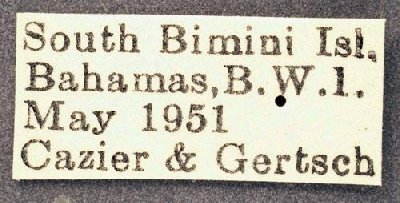 South Bimini Isl.
Bahamas, B.W.I.
May 1951
Cazier & Gertsch